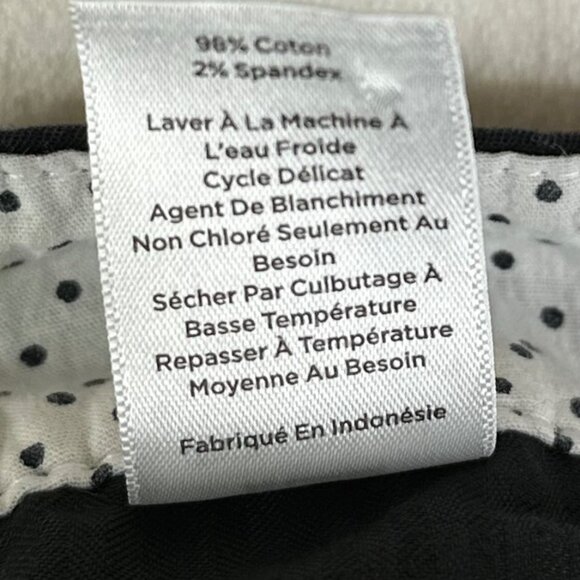 98% Coton
2% Spandex
Laver À La Machine À
L'eau Froide
Cycle Délicat
Agent De Blanchiment
Non Chloré Seulement Au
Besoin
Sécher Par Culbutage À
Basse Température
Repasser À Température
Moyenne Au Besoin
Fabriqué En Indonésie